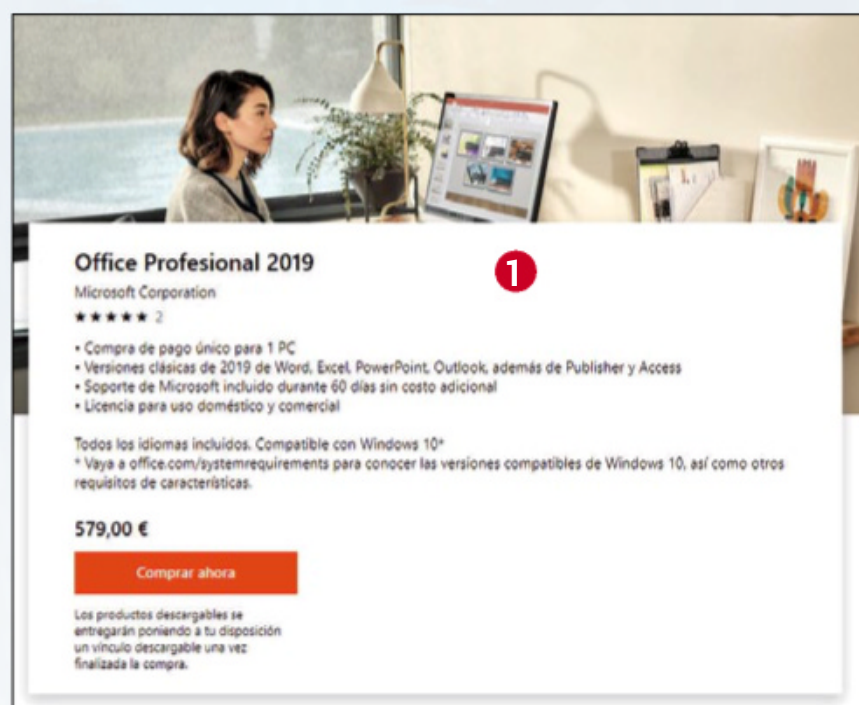 1
Office Profesional 2019
Microsoft Corporation
★★★★★ 2
• Compra de pago único para 1 PC
• Versiones clásicas de 2019 de Word, Excel, PowerPoint, Outlook, además de Publisher y Access
• Soporte de Microsoft incluido durante 60 días sin costo adicional
• Licencia para uso doméstico y comercial
Todos los idiomas incluidos. Compatible con Windows 10*
* Vaya a office.com/systemrequirements para conocer las versiones compatibles de Windows 10, así como otros
requisitos de características.
579,00 €
Comprar ahora
Los productos descargables se
entregarán poniendo a tu disposición
un vínculo descargable una vez
finalizada la compra.